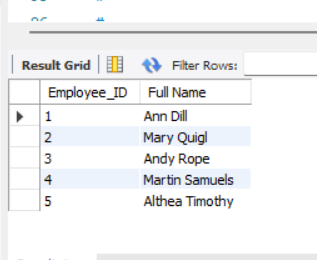 #
Result Grid Filter Rows:
Employee_ID Full Name
1 Ann Dill
2 Mary Quigl
3 Andy Rope
4 Martin Samuels
5 Althea Timothy